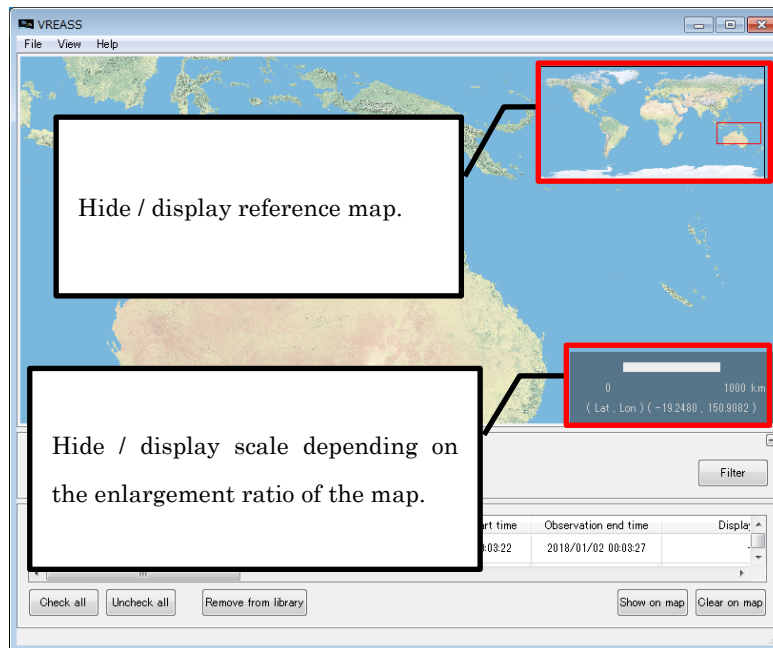 VREASS
File View Help
Hide / display reference map.
0 1000 km
( Lat , Lon ) ( -19.2480 , 150.9082 )
Hide / display scale depending on
the enlargement ratio of the map.
Filter
time Observation end time
2018/01/02 00:03:27
Check all Uncheck all Remove from library Show on map Clear on map